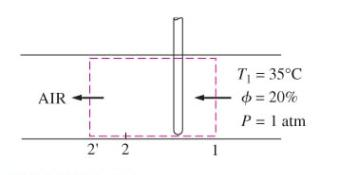 T₁ = 35°C
AIR
ϕ = 20%
P = 1 atm
2' 2 1